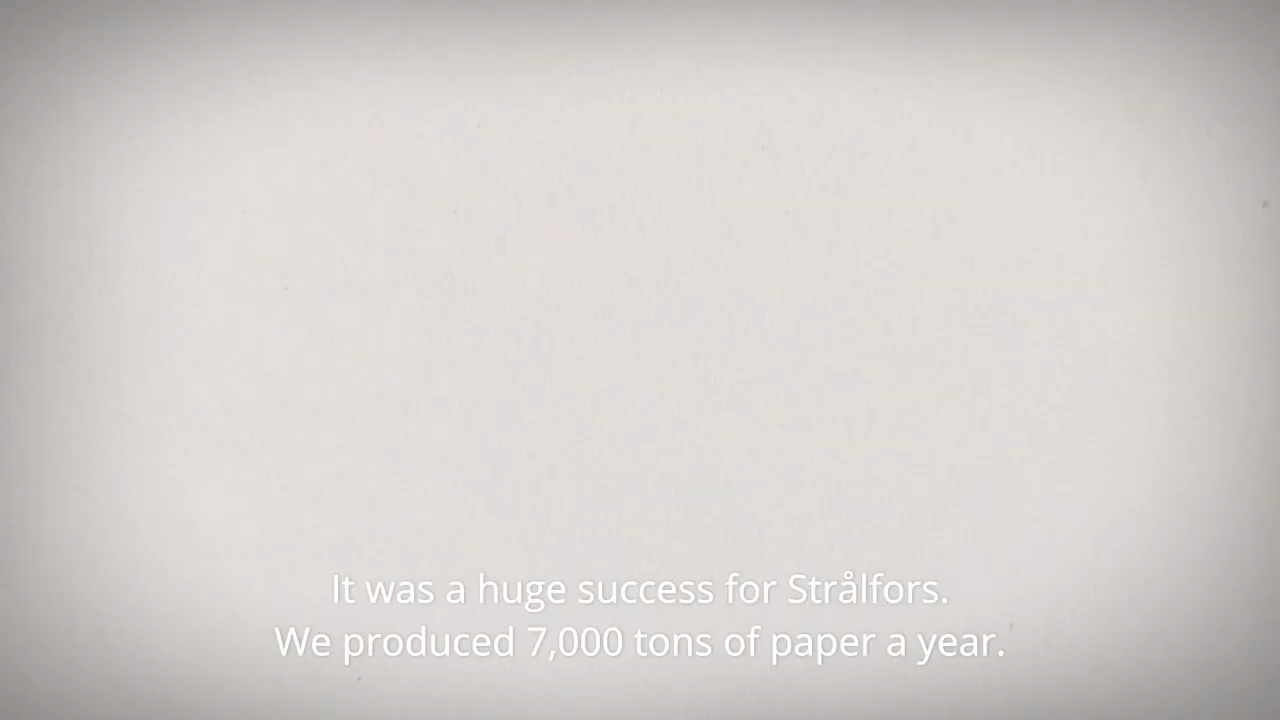 It was a huge success for Strålfors.
We produced 7,000 tons of paper a year.